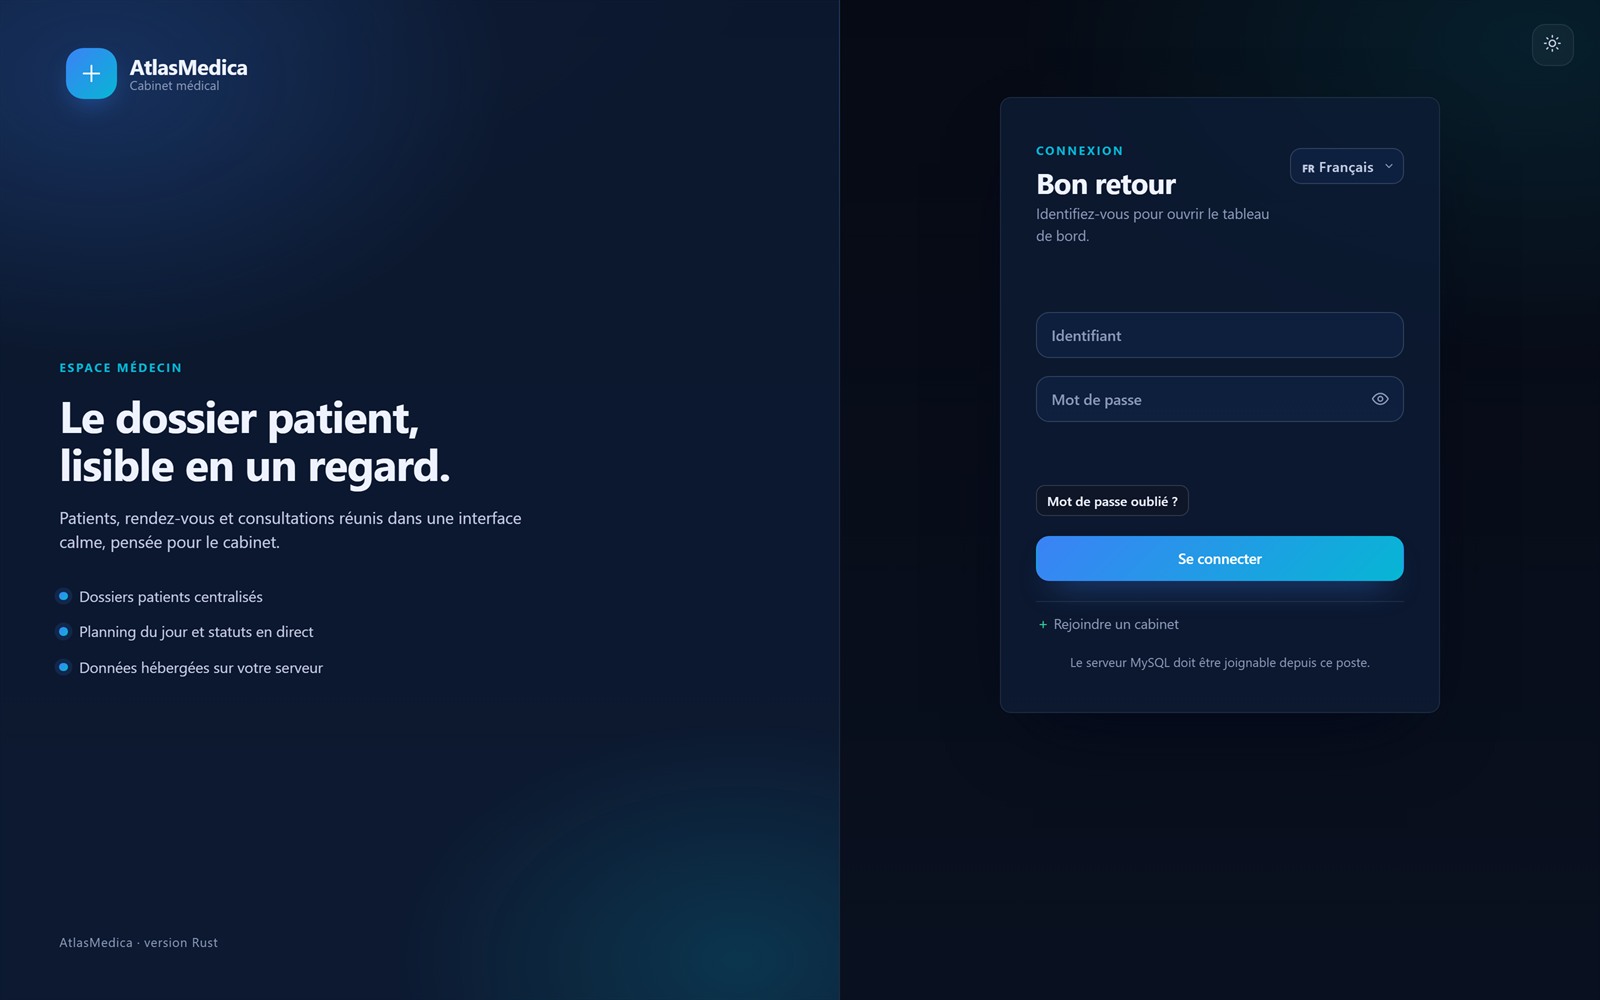 AtlasMedica
Cabinet médical
ESPACE MÉDECIN
Le dossier patient,
lisible en un regard.
Patients, rendez-vous et consultations réunis dans une interface
calme, pensée pour le cabinet.
Dossiers patients centralisés
Planning du jour et statuts en direct
Données hébergées sur votre serveur
AtlasMedica · version Rust
CONNEXION
Bon retour
Identifiez-vous pour ouvrir le tableau
de bord.
FR Français
Identifiant
Mot de passe
Mot de passe oublié ?
Se connecter
+ Rejoindre un cabinet
Le serveur MySQL doit être joignable depuis ce poste.